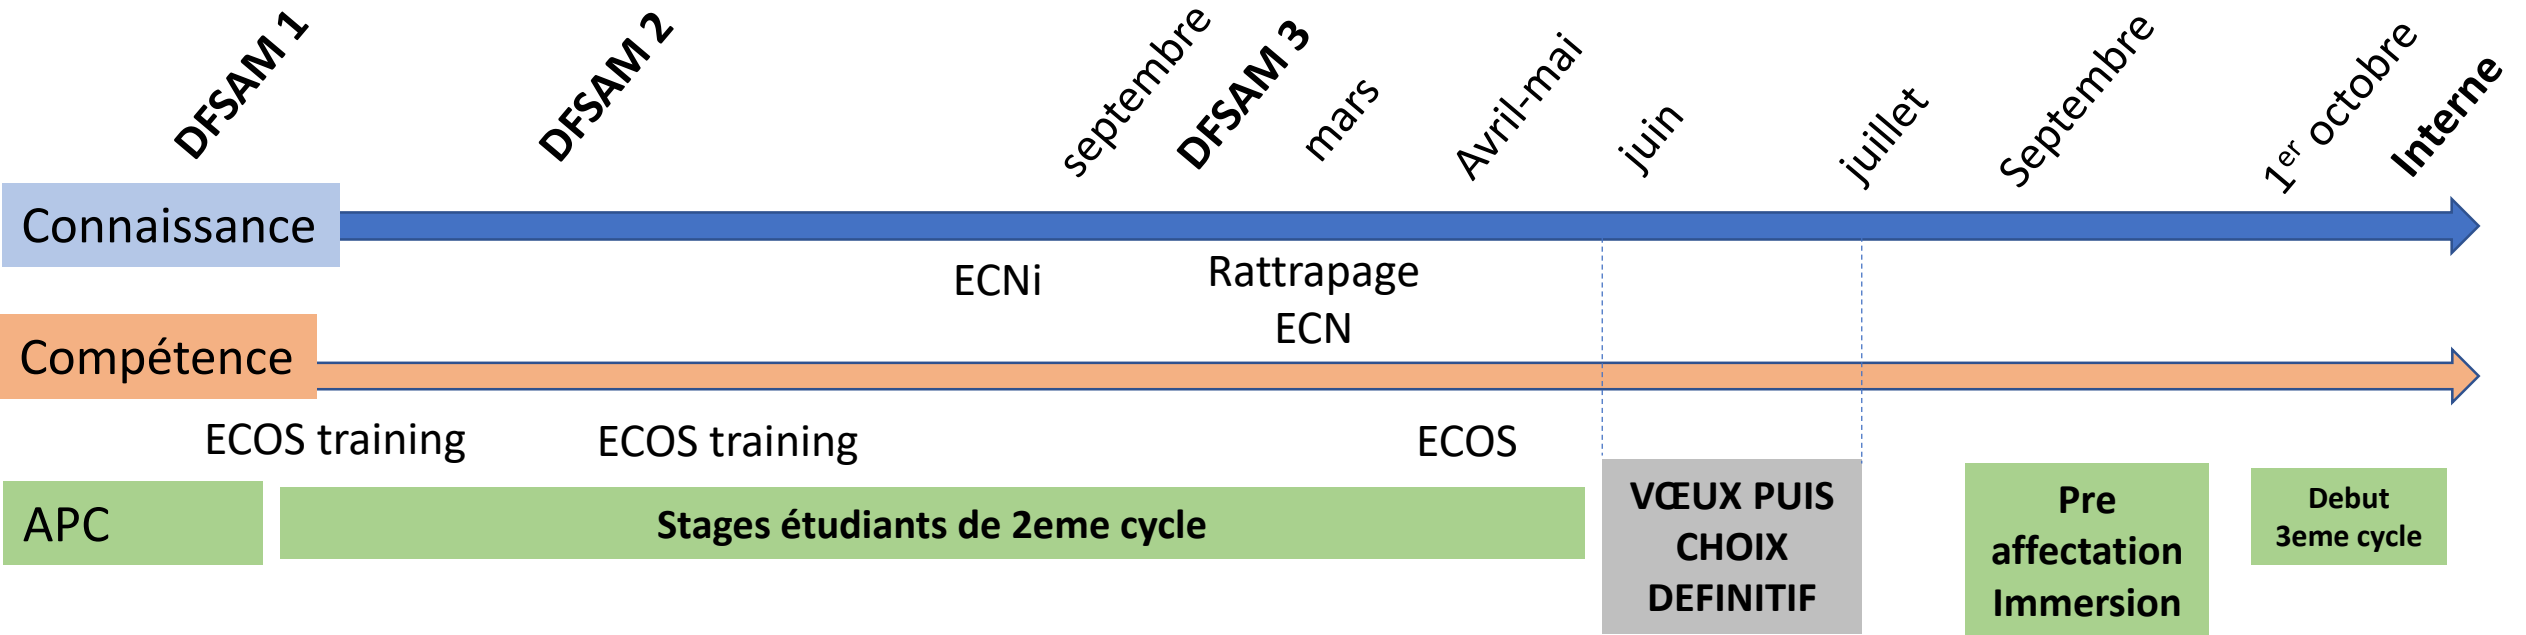 DFSAM 1
DFSAM 2
septembre
DFSAM 3
mars
Avril-mai
juin
juillet
Septembre
1er octobre
Interne
Connaissance
ECNi
Rattrapage
ECN
Compétence
ECOS training
ECOS training
ECOS
APC
Stages étudiants de 2eme cycle
VŒUX PUIS
CHOIX
DEFINITIF
Pre
affectation
Immersion
Debut
3eme cycle